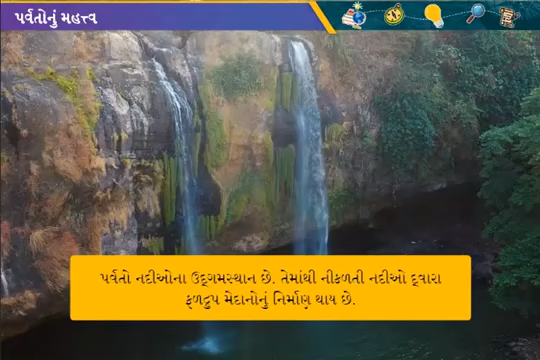 પર્વતોનું મહત્ત્વ
પર્વતો નદીઓના ઉદ્‌ગમસ્થાન છે. તેમાંથી નીકળતી નદીઓ દ્‌વારા
ફળદ્રુપ મેદાનોનું નિર્માણ થાય છે.